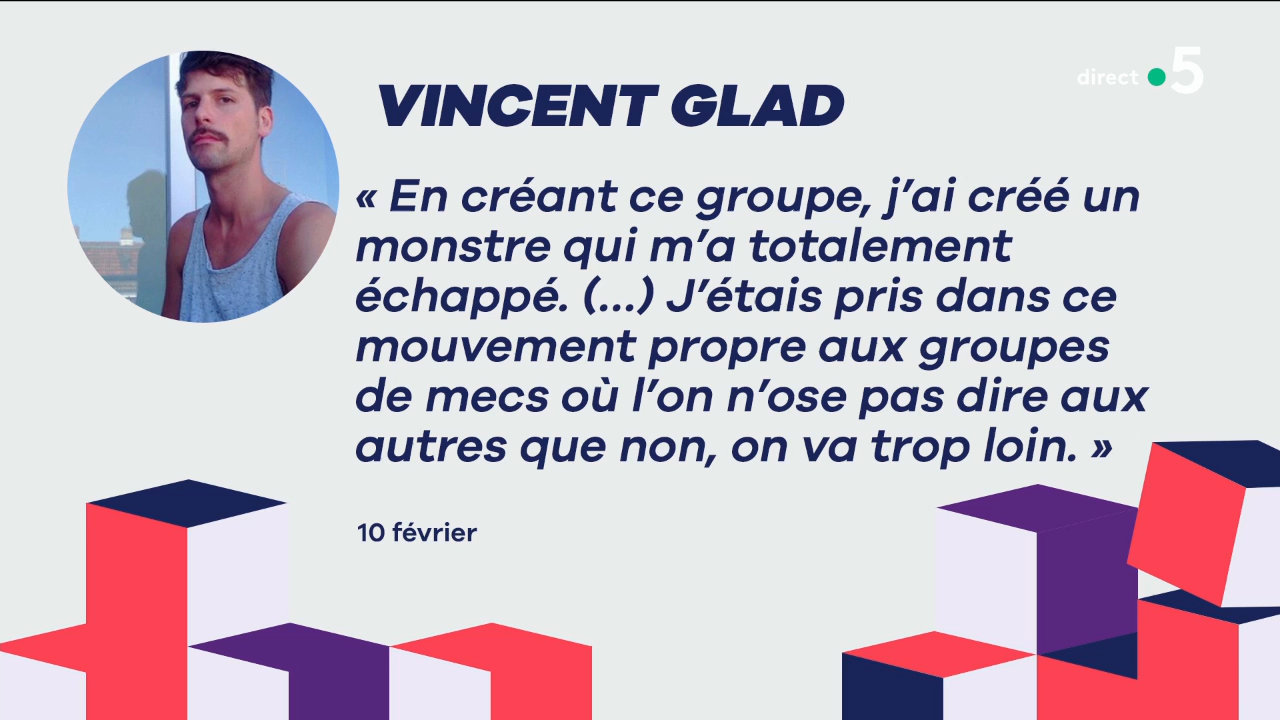 direct 5
VINCENT GLAD
« En créant ce groupe, j’ai créé un
monstre qui m’a totalement
échappé. (...) J’étais pris dans ce
mouvement propre aux groupes
de mecs où l’on n’ose pas dire aux
autres que non, on va trop loin. »
10 février